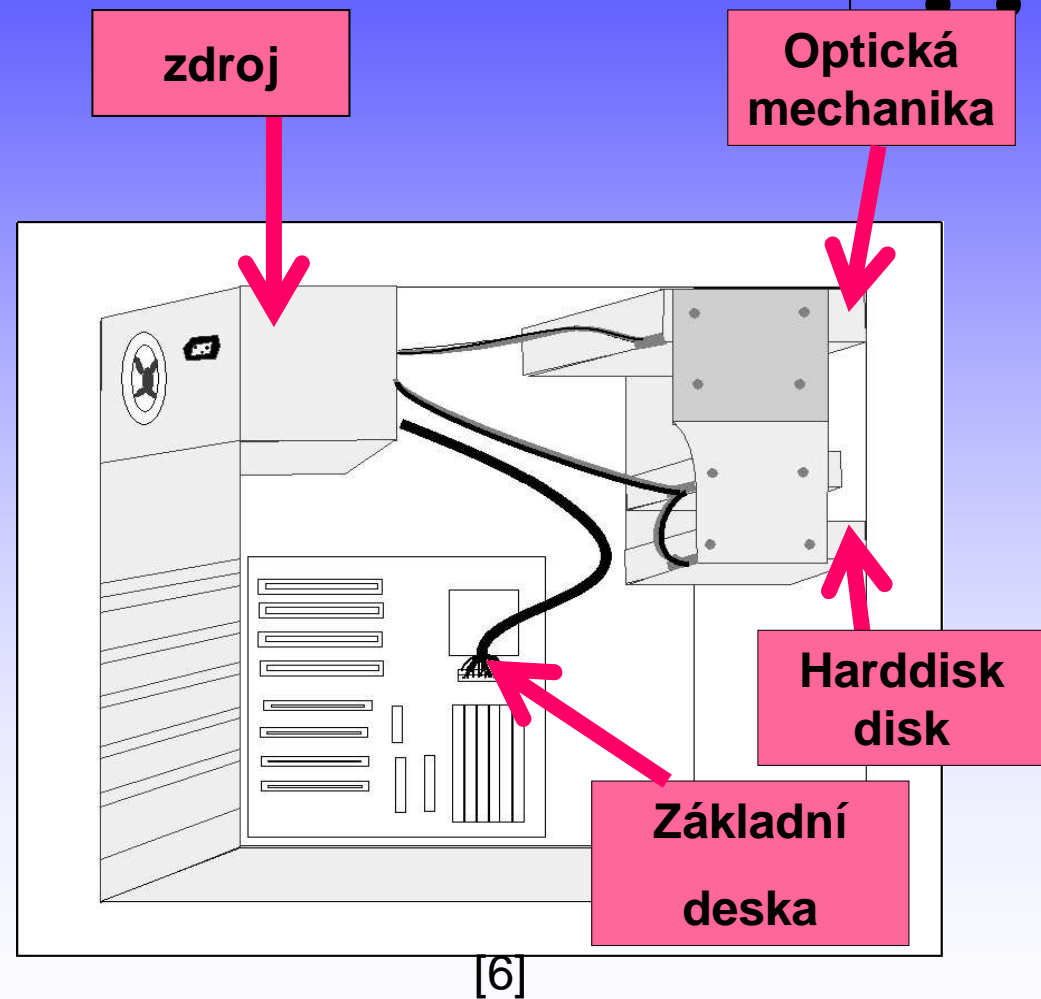 zdroj
Optická
mechanika
Harddisk
disk
Základní
deska
[6]